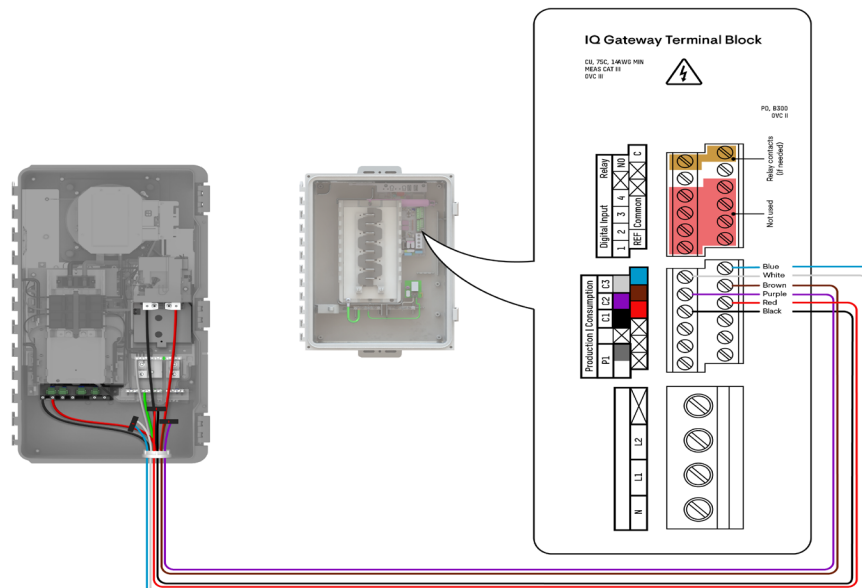 IQ Gateway Terminal Block
CU, 75C, 14AWG MIN
MEAS CAT III
OVC III
PD, B300
OVC II
Relay
NO
C
Digital Input
1 2 3 4
REF Common
Relay contacts
(if needed)
Not used
Production | Consumption
P1
C1
C2
C3
Blue
White
Brown
Purple
Red
Black
L2
L1
N